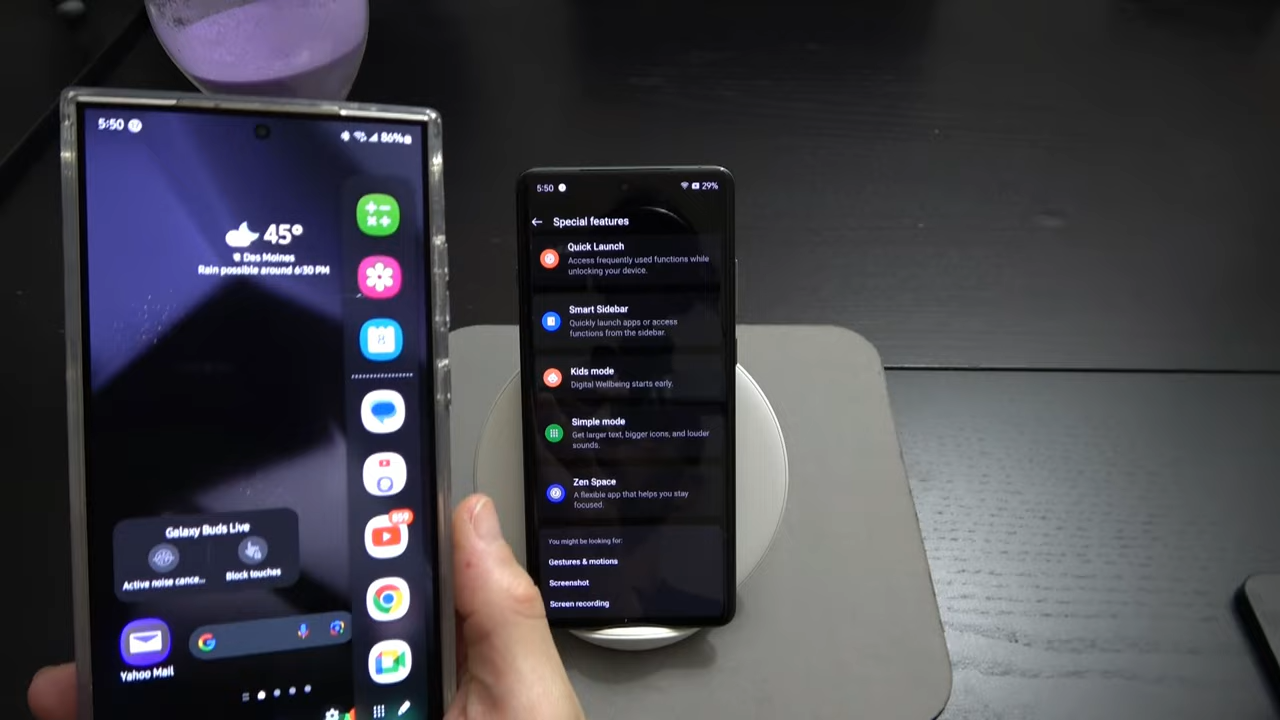 5:50
86%
45°
Des Moines
Rain possible around 6:30 PM
8
Galaxy Buds Live
Active noise cance...
Block touches
859
Yahoo Mail
5:50
29%
Special features
Quick Launch
Access frequently used functions while
unlocking your device.
Smart Sidebar
Quickly launch apps or access
functions from the sidebar.
Kids mode
Digital Wellbeing starts early.
Simple mode
Get larger text, bigger icons, and louder
sounds.
Zen Space
A flexible app that helps you stay
focused.
You might be looking for:
Gestures & motions
Screenshot
Screen recording